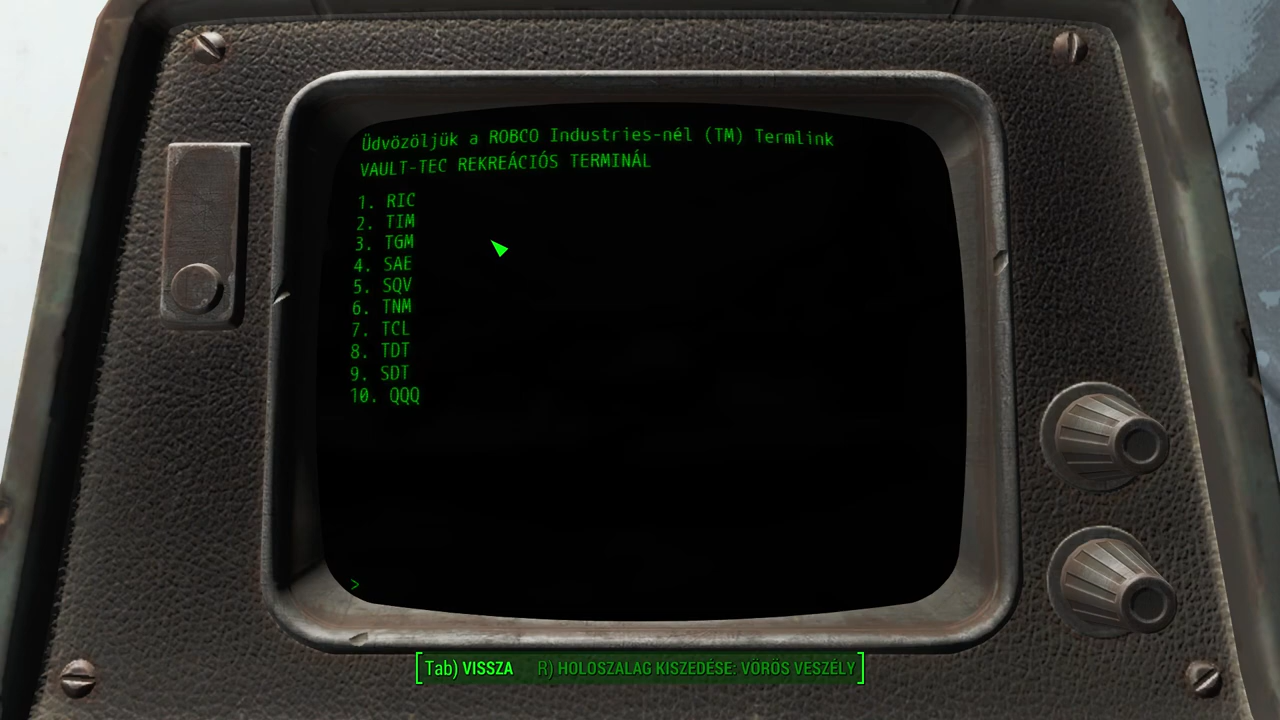 Üdvözöljük a ROBCO Industries-nél (TM) Termlink
VAULT-TEC REKREÁCIÓS TERMINÁL
1. RIC
2. TIM
3. TGM
4. SAE
5. SQV
6. TNM
7. TCL
8. TDT
9. SDT
10. QQQ
>
Tab) VISSZA R) HOLÓSZALAG KISZEDÉSE: VÖRÖS VESZÉLY